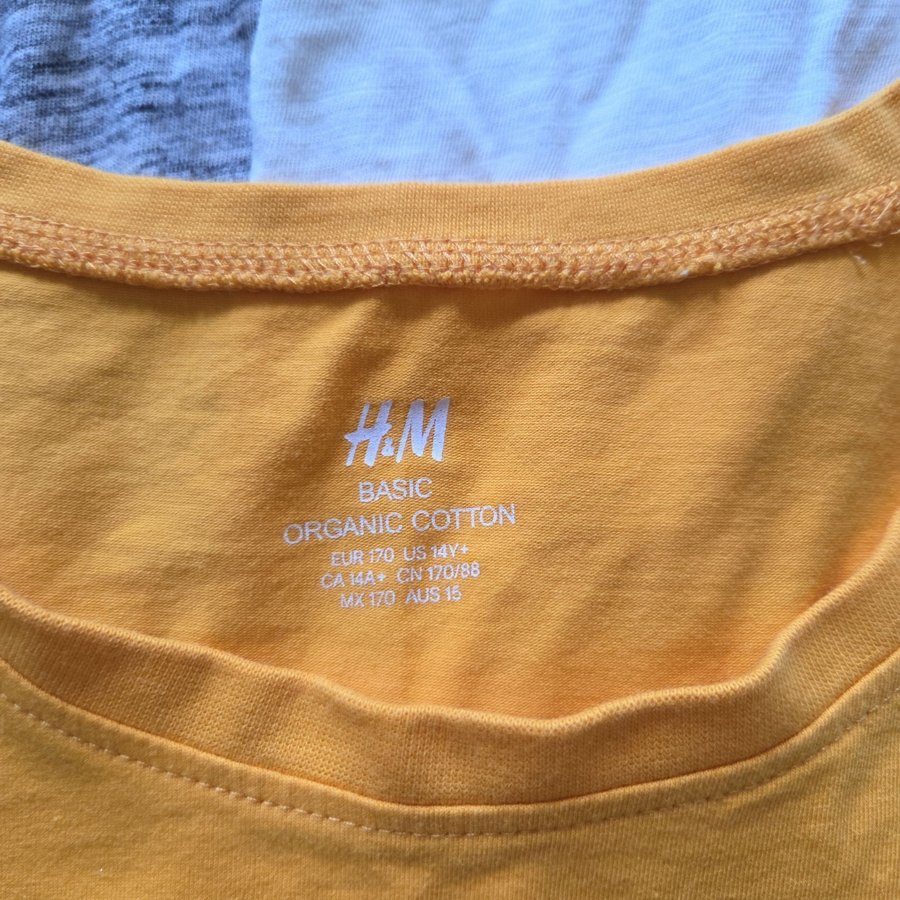 H&M
BASIC
ORGANIC COTTON
EUR 170 US 14Y+
CA 14A+ CN 170/88
MX 170 AUS 15